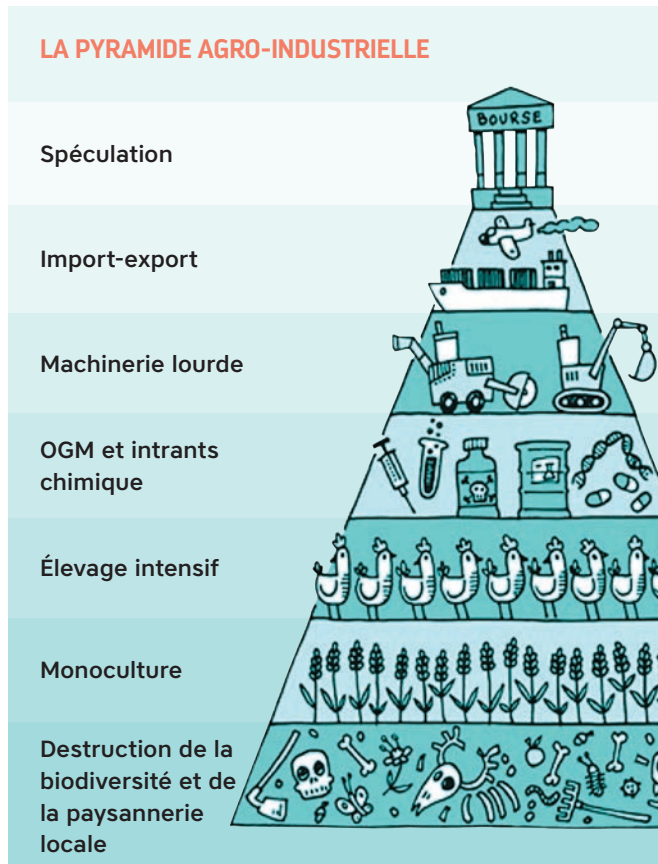 LA PYRAMIDE AGRO-INDUSTRIELLE
BOURSE
Spéculation
Import-export
Machinerie lourde
OGM et intrants
chimique
Élevage intensif
Monoculture
Destruction de la
biodiversité et de
la paysannerie
locale